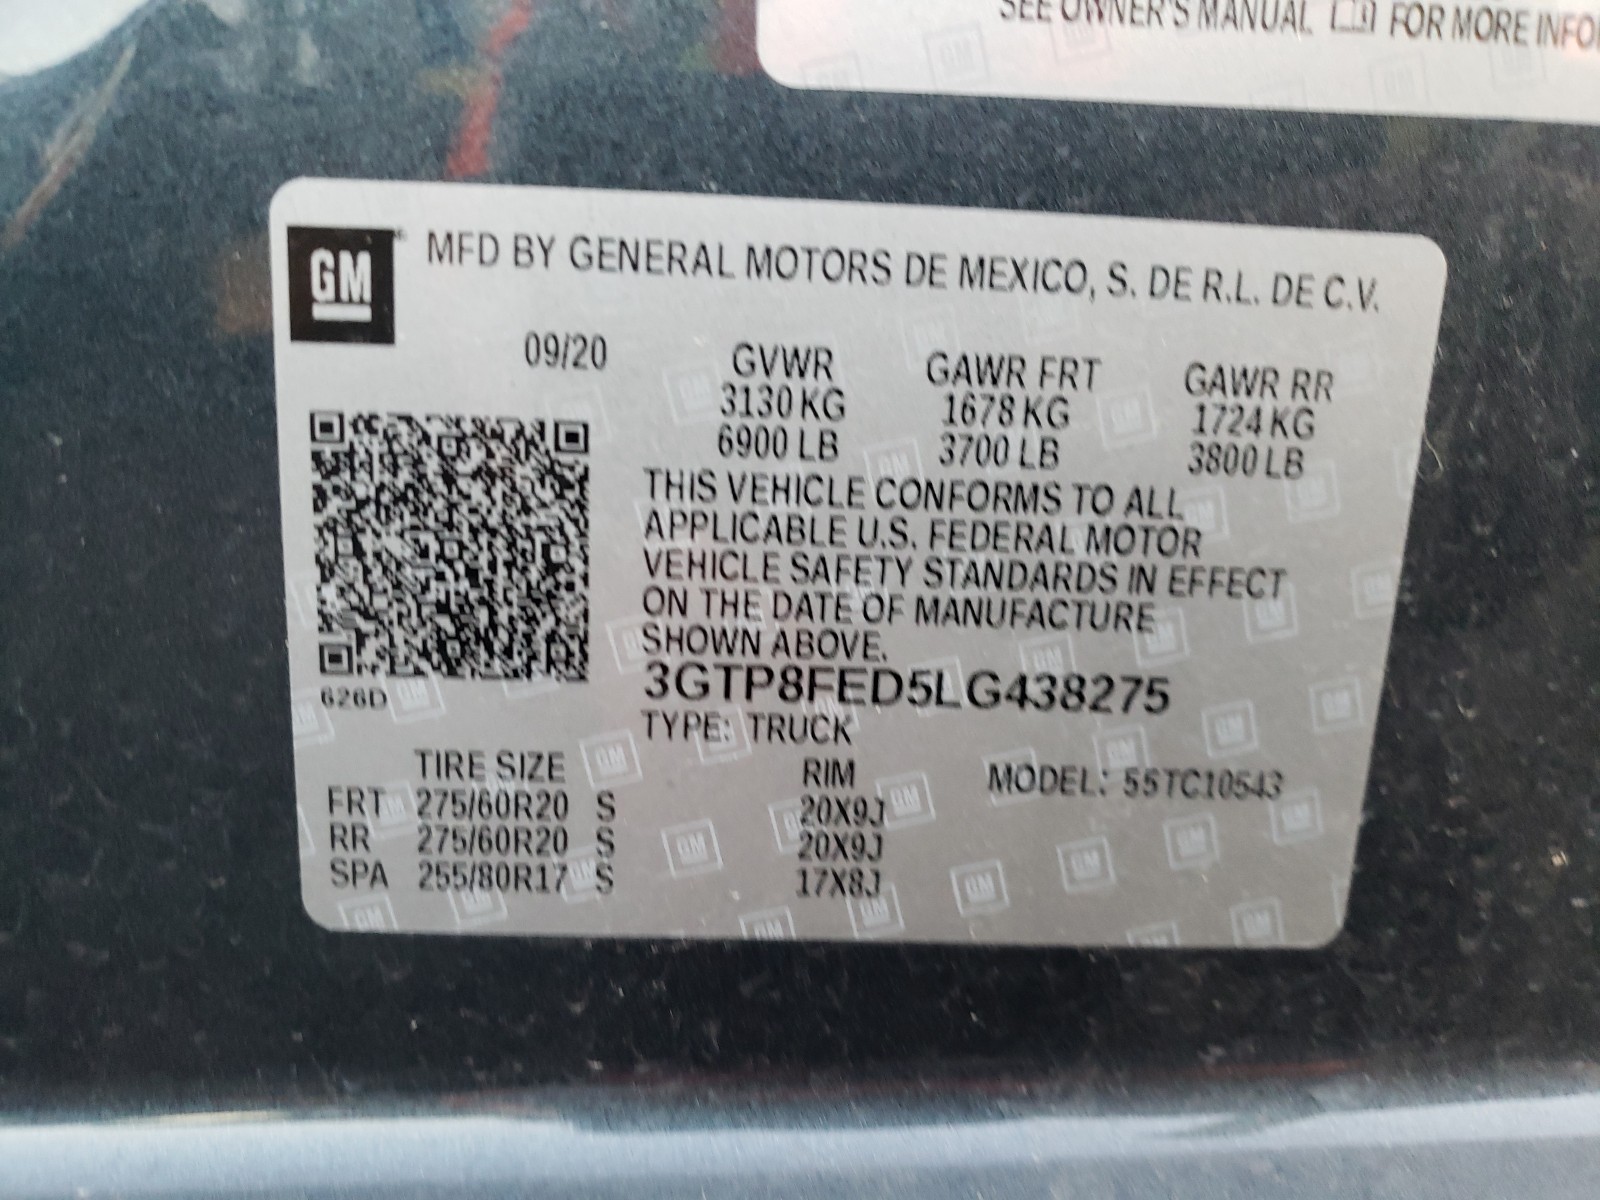 SEE OWNER'S MANUAL FOR MORE
GM
MFD BY GENERAL MOTORS DE MEXICO, S. DE R.L. DE C.V.
09/20
GVWR GAWR FRT GAWR RR
3130 KG 1678 KG 1724 KG
6900 LB 3700 LB 3800 LB
THIS VEHICLE CONFORMS TO ALL
APPLICABLE U.S. FEDERAL MOTOR
VEHICLE SAFETY STANDARDS IN EFFECT
ON THE DATE OF MANUFACTURE
SHOWN ABOVE.
626D
3GTP8FED5LG438275
TYPE: TRUCK
TIRE SIZE RIM MODEL: 55TC10543
FRT 275/60R20 S 20X9J
RR 275/60R20 S 20X9J
SPA 255/80R17 S 17X8J